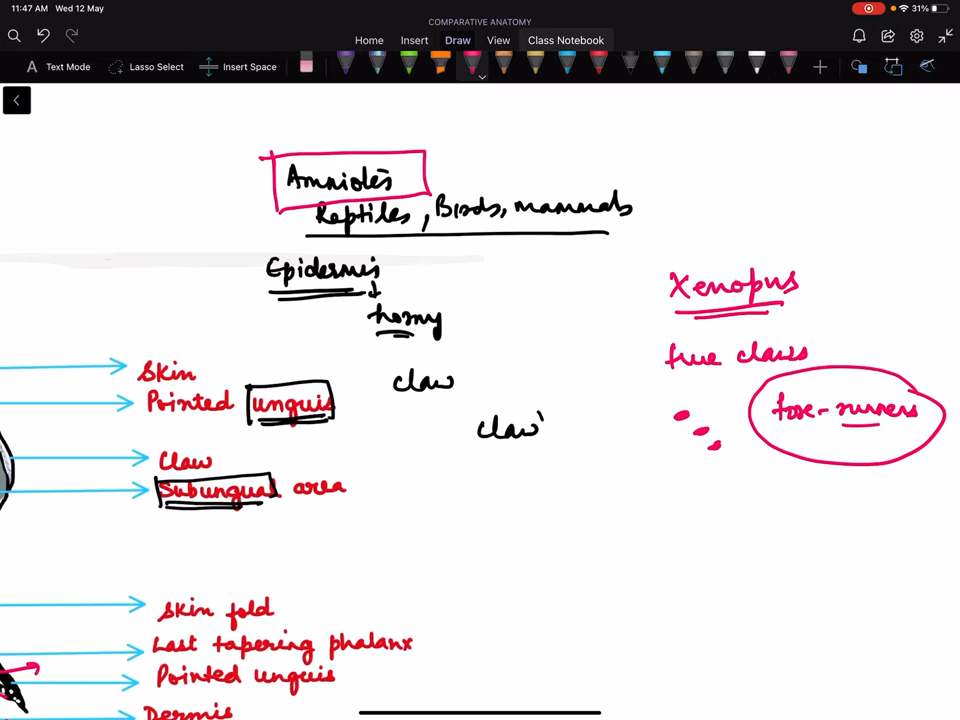 11:47 AM Wed 12 May
31%
COMPARATIVE ANATOMY
Home Insert Draw View Class Notebook
Text Mode Lasso Select Insert Space
Amniotes
Reptiles, Birds, mammals
Epidermis
horny
Xenopus
true claws
claw
Skin
Pointed unguis
fore-runners
claw
Claw
Subungual area
Skin fold
Last tapering phalanx
Pointed unguis
Dermis